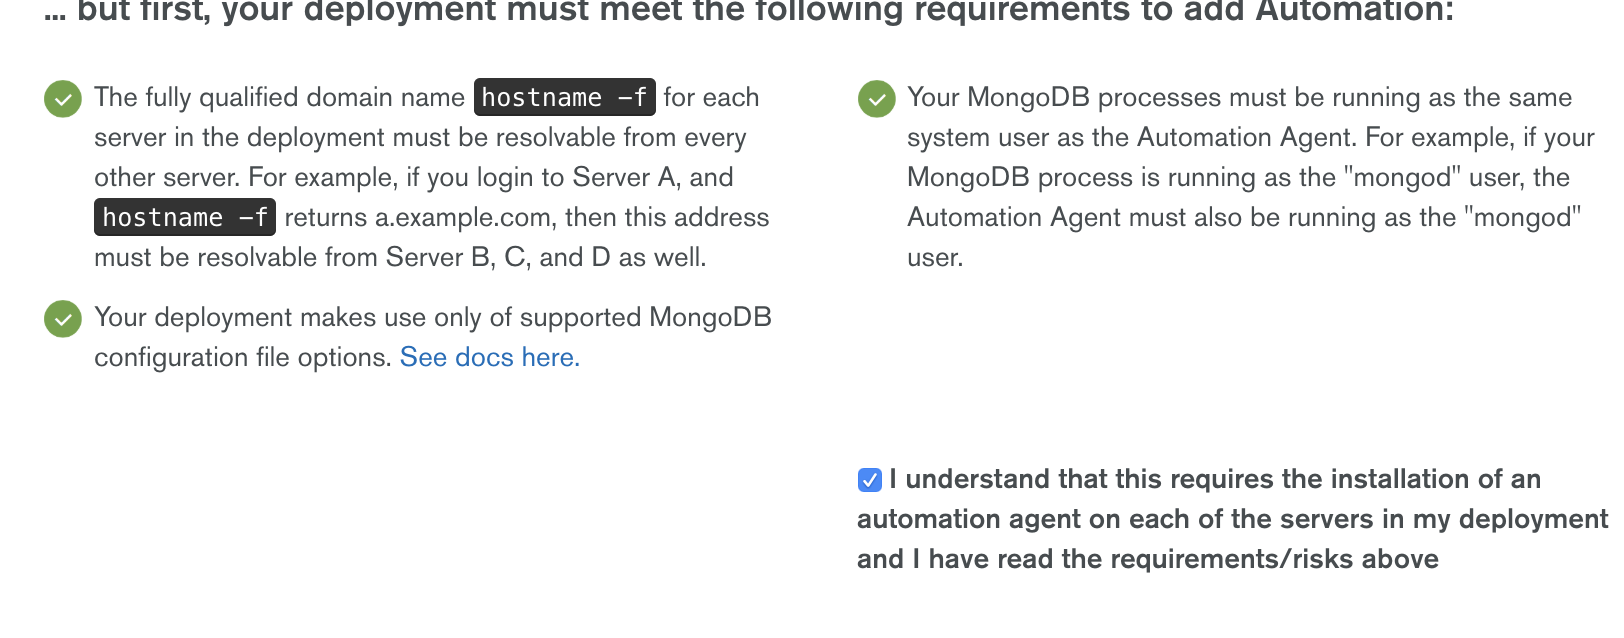 ... but first, your deployment must meet the following requirements to add Automation:
The fully qualified domain name hostname -f for each
server in the deployment must be resolvable from every
other server. For example, if you login to Server A, and
hostname -f returns a.example.com, then this address
must be resolvable from Server B, C, and D as well.
Your deployment makes use only of supported MongoDB
configuration file options. See docs here.
Your MongoDB processes must be running as the same
system user as the Automation Agent. For example, if your
MongoDB process is running as the "mongod" user, the
Automation Agent must also be running as the "mongod"
user.
I understand that this requires the installation of an
automation agent on each of the servers in my deployment
and I have read the requirements/risks above